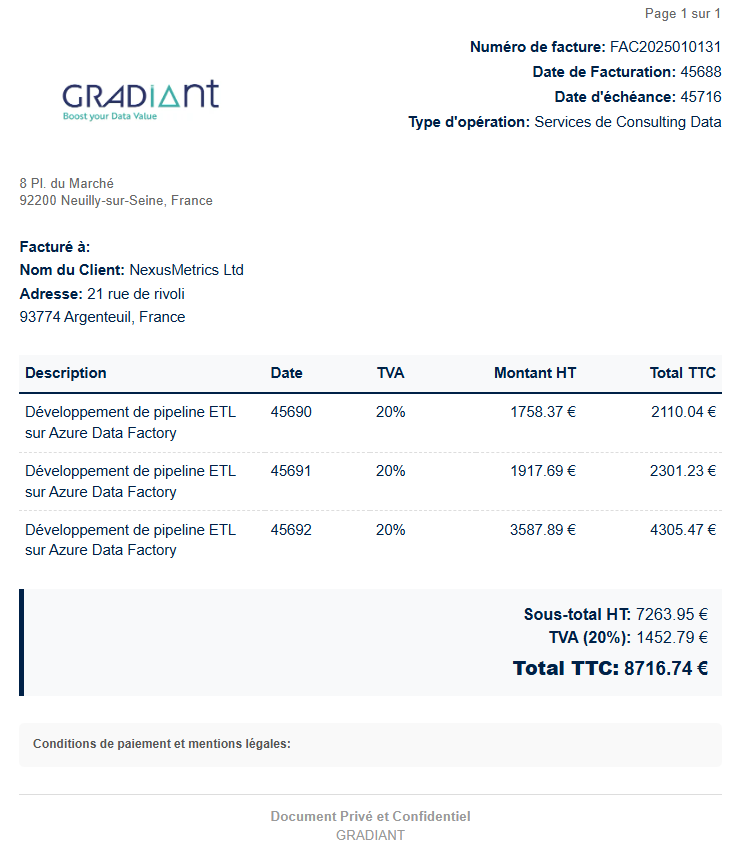 Page 1 sur 1
Numéro de facture: FAC2025010131
Date de Facturation: 45688
Date d'échéance: 45716
Type d'opération: Services de Consulting Data
GRADIANT
Boost your Data Value
8 Pl. du Marché
92200 Neuilly-sur-Seine, France
Facturé à:
Nom du Client: NexusMetrics Ltd
Adresse: 21 rue de rivoli
93774 Argenteuil, France
Description Date TVA Montant HT Total TTC
Développement de pipeline ETL 45690 20% 1758.37 € 2110.04 €
sur Azure Data Factory
Développement de pipeline ETL 45691 20% 1917.69 € 2301.23 €
sur Azure Data Factory
Développement de pipeline ETL 45692 20% 3587.89 € 4305.47 €
sur Azure Data Factory
Sous-total HT: 7263.95 €
TVA (20%): 1452.79 €
Total TTC: 8716.74 €
Conditions de paiement et mentions légales:
Document Privé et Confidentiel
GRADIANT